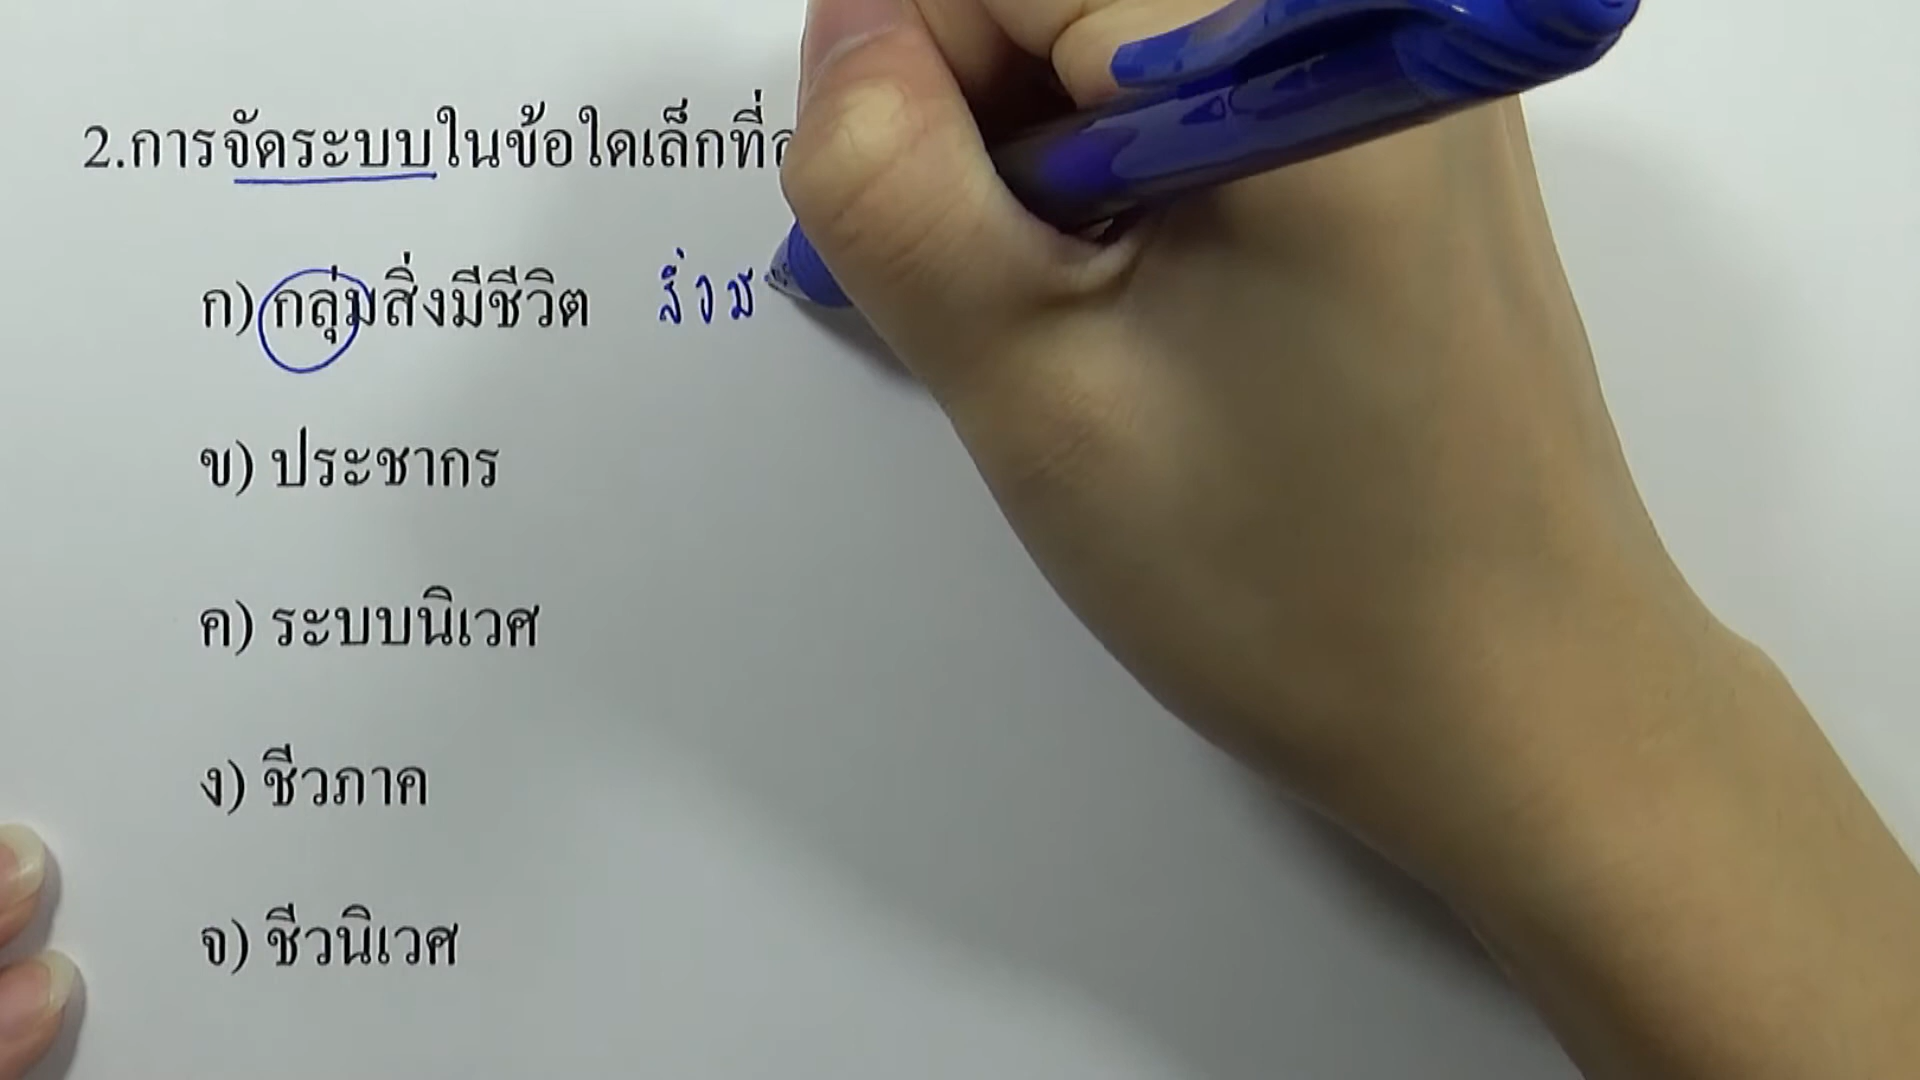 2.การจัดระบบในข้อใดเล็กที่
ก) กลุ่มสิ่งมีชีวิต
ข) ประชากร
ค) ระบบนิเวศ
ง) ชีวภาค
จ) ชีวนิเวศ